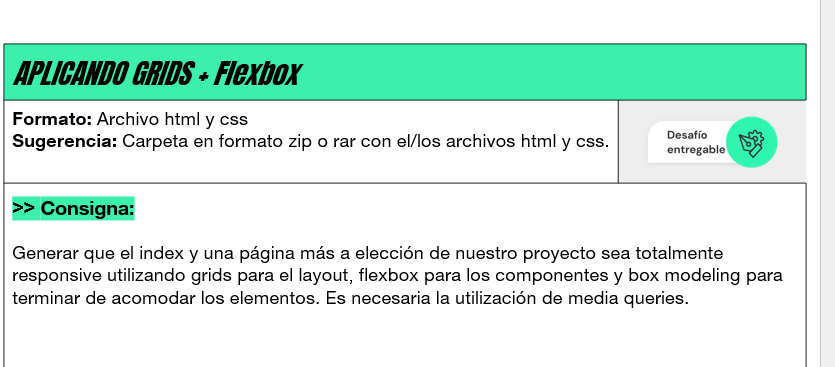 APLICANDO GRIDS + Flexbox
Formato: Archivo html y css
Sugerencia: Carpeta en formato zip o rar con el/los archivos html y css.
Desafío
entregable
>> Consigna:
Generar que el index y una página más a elección de nuestro proyecto sea totalmente
responsive utilizando grids para el layout, flexbox para los componentes y box modeling para
terminar de acomodar los elementos. Es necesaria la utilización de media queries.